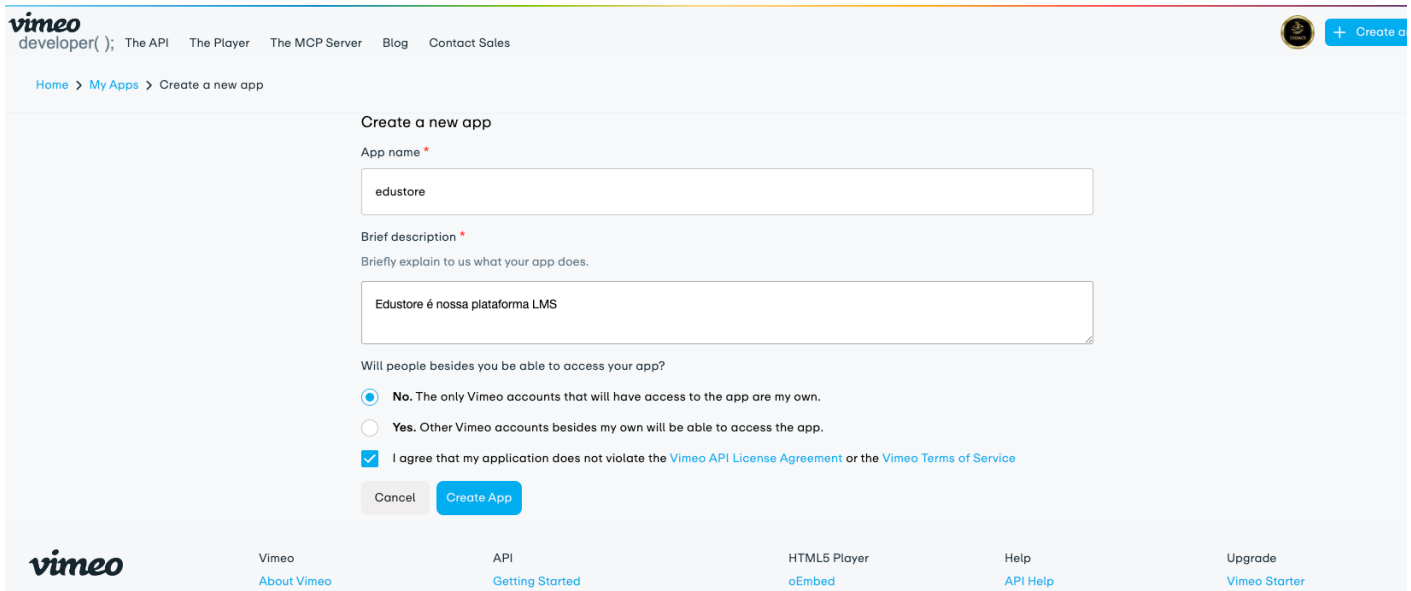 vimeo
developer( ); The API The Player The MCP Server Blog Contact Sales
+ Create a
Home > My Apps > Create a new app
Create a new app
App name *
edustore
Brief description *
Briefly explain to us what your app does.
Edustore é nossa plataforma LMS
Will people besides you be able to access your app?
No. The only Vimeo accounts that will have access to the app are my own.
Yes. Other Vimeo accounts besides my own will be able to access the app.
I agree that my application does not violate the Vimeo API License Agreement or the Vimeo Terms of Service
Cancel Create App
vimeo Vimeo API HTML5 Player Help Upgrade
About Vimeo Getting Started oEmbed API Help Vimeo Starter